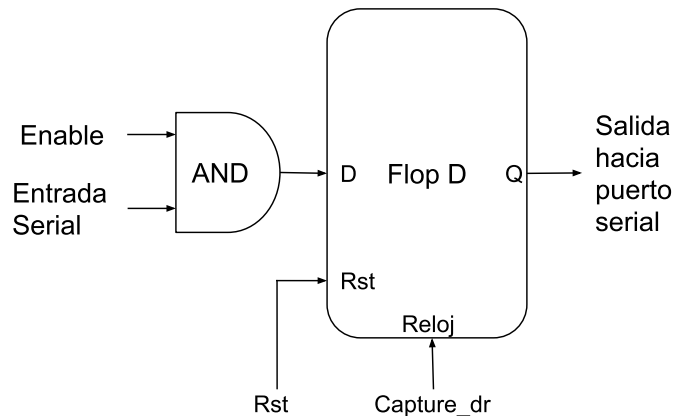 Enable
Entrada
Serial
AND
D
Flop D
Q
Salida
hacia
puerto
serial
Rst
Reloj
Rst
Capture_dr